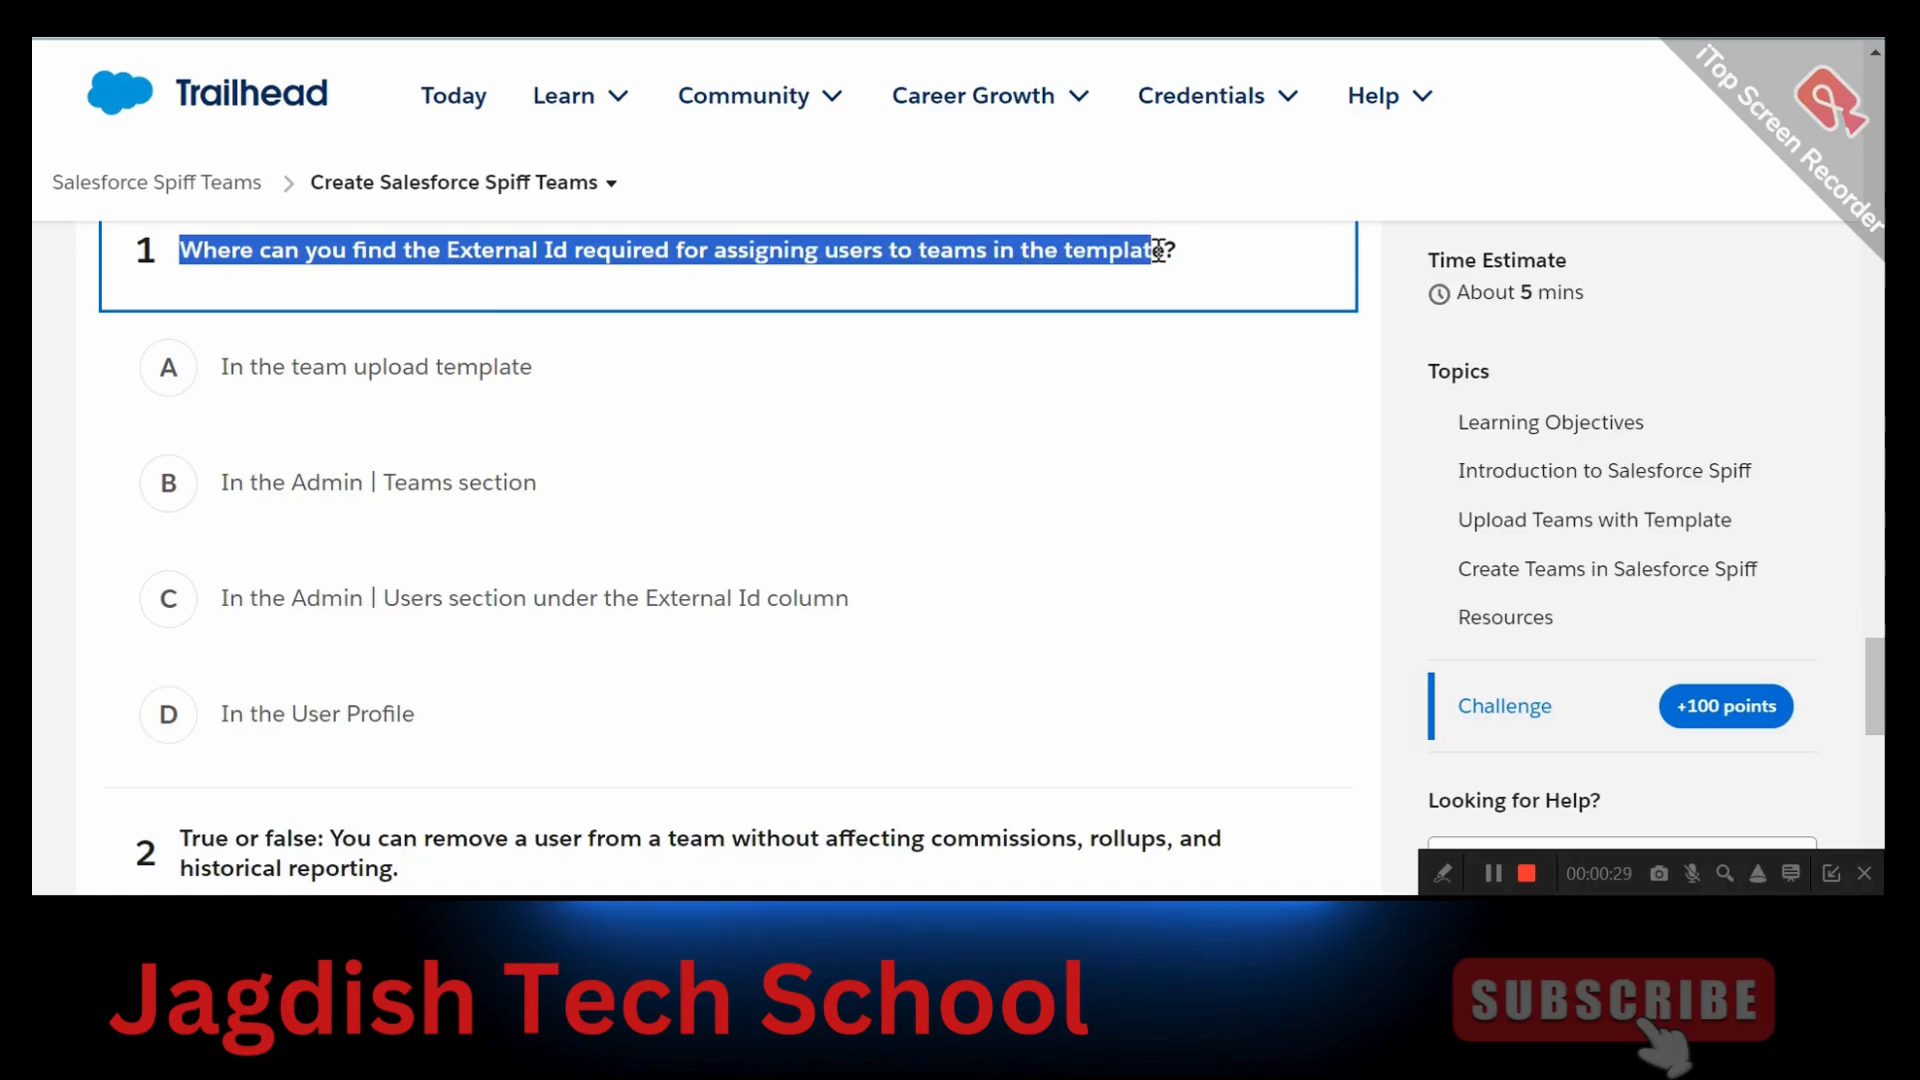 Trailhead
Today
Learn
Community
Career Growth
Credentials
Help
iTop Screen Recorder
Salesforce Spiff Teams
Create Salesforce Spiff Teams
1 Where can you find the External Id required for assigning users to teams in the template?
A In the team upload template
B In the Admin | Teams section
C In the Admin | Users section under the External Id column
D In the User Profile
2 True or false: You can remove a user from a team without affecting commissions, rollups, and
historical reporting.
Time Estimate
About 5 mins
Topics
Learning Objectives
Introduction to Salesforce Spiff
Upload Teams with Template
Create Teams in Salesforce Spiff
Resources
Challenge
+100 points
Looking for Help?
00:00:29
Jagdish Tech School
SUBSCRIBE